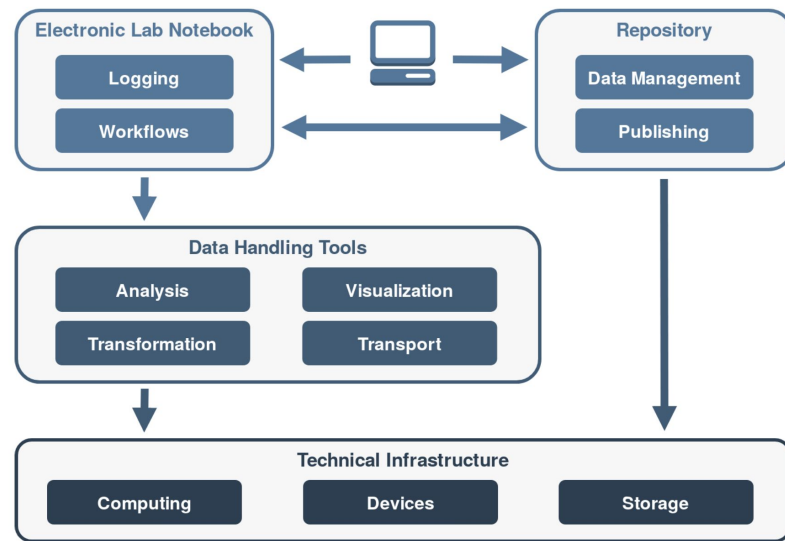 Electronic Lab Notebook
Repository
Logging
Data Management
Workflows
Publishing
Data Handling Tools
Analysis
Visualization
Transformation
Transport
Technical Infrastructure
Computing
Devices
Storage